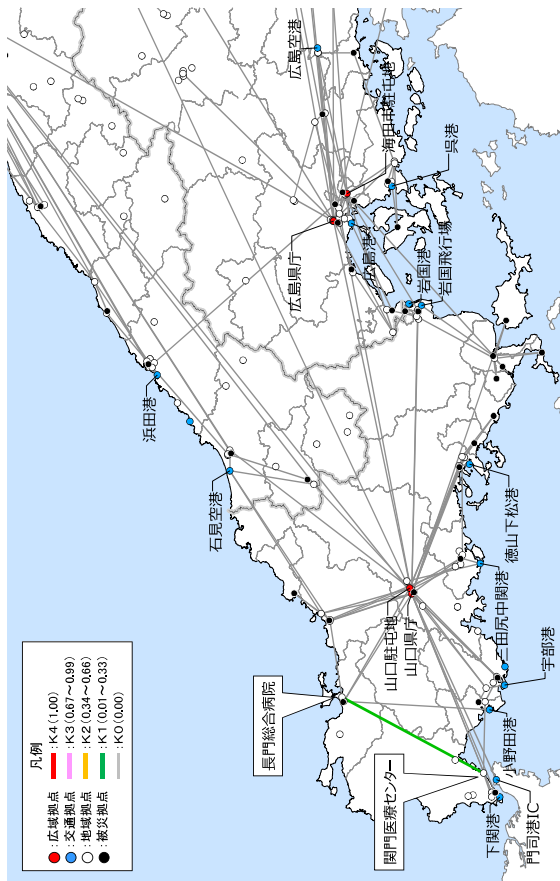 凡例
●：広域拠点
●：交通拠点
○：地域拠点
●：被災拠点
：K4（1.00）
：K3（0.67～0.99）
：K2（0.34～0.66）
：K1（0.01～0.33）
：K0（0.00）
広島空港
海田市駐屯地
呉港
広島県庁
広島港
岩国港
岩国飛行場
浜田港
石見空港
徳山下松港
山口駐屯地
山口県庁
三田尻中関港
宇部港
小野田港
長門総合病院
関門医療センター
下関港
門司港IC